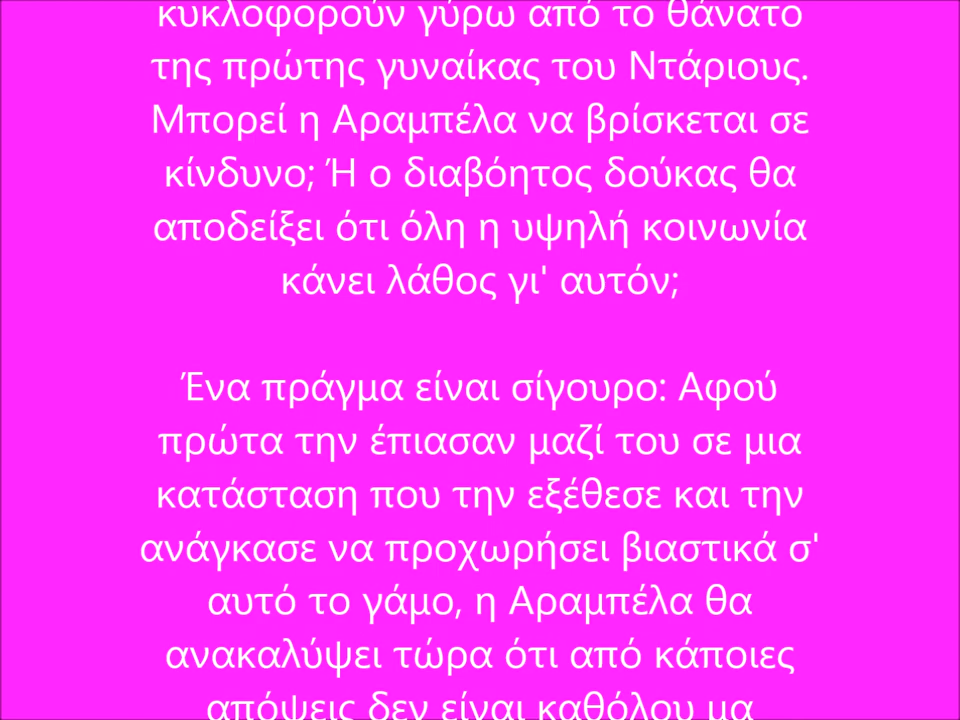 κυκλοφορούν γύρω από το θάνατο
της πρώτης γυναίκας του Ντάριους.
Μπορεί η Αραμπέλα να βρίσκεται σε
κίνδυνο; Ή ο διαβόητος δούκας θα
αποδείξει ότι όλη η υψηλή κοινωνία
κάνει λάθος γι' αυτόν;
Ένα πράγμα είναι σίγουρο: Αφού
πρώτα την έπιασαν μαζί του σε μια
κατάσταση που την εξέθεσε και την
ανάγκασε να προχωρήσει βιαστικά σ'
αυτό το γάμο, η Αραμπέλα θα
ανακαλύψει τώρα ότι από κάποιες
απόψεις δεν είναι καθόλου μα